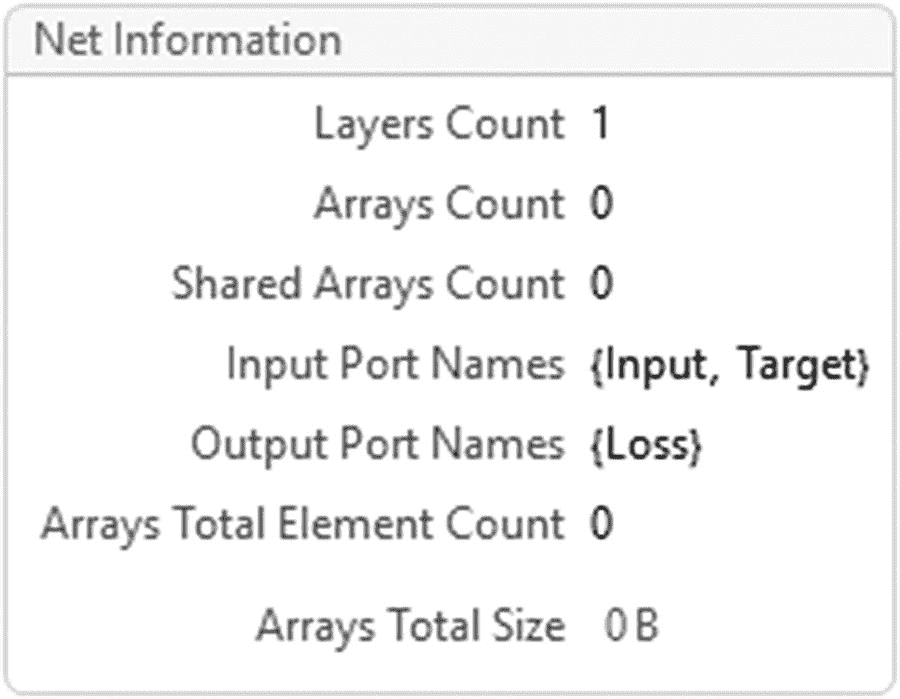 Net Information
Layers Count 1
Arrays Count 0
Shared Arrays Count 0
Input Port Names {Input, Target}
Output Port Names {Loss}
Arrays Total Element Count 0
Arrays Total Size 0 B